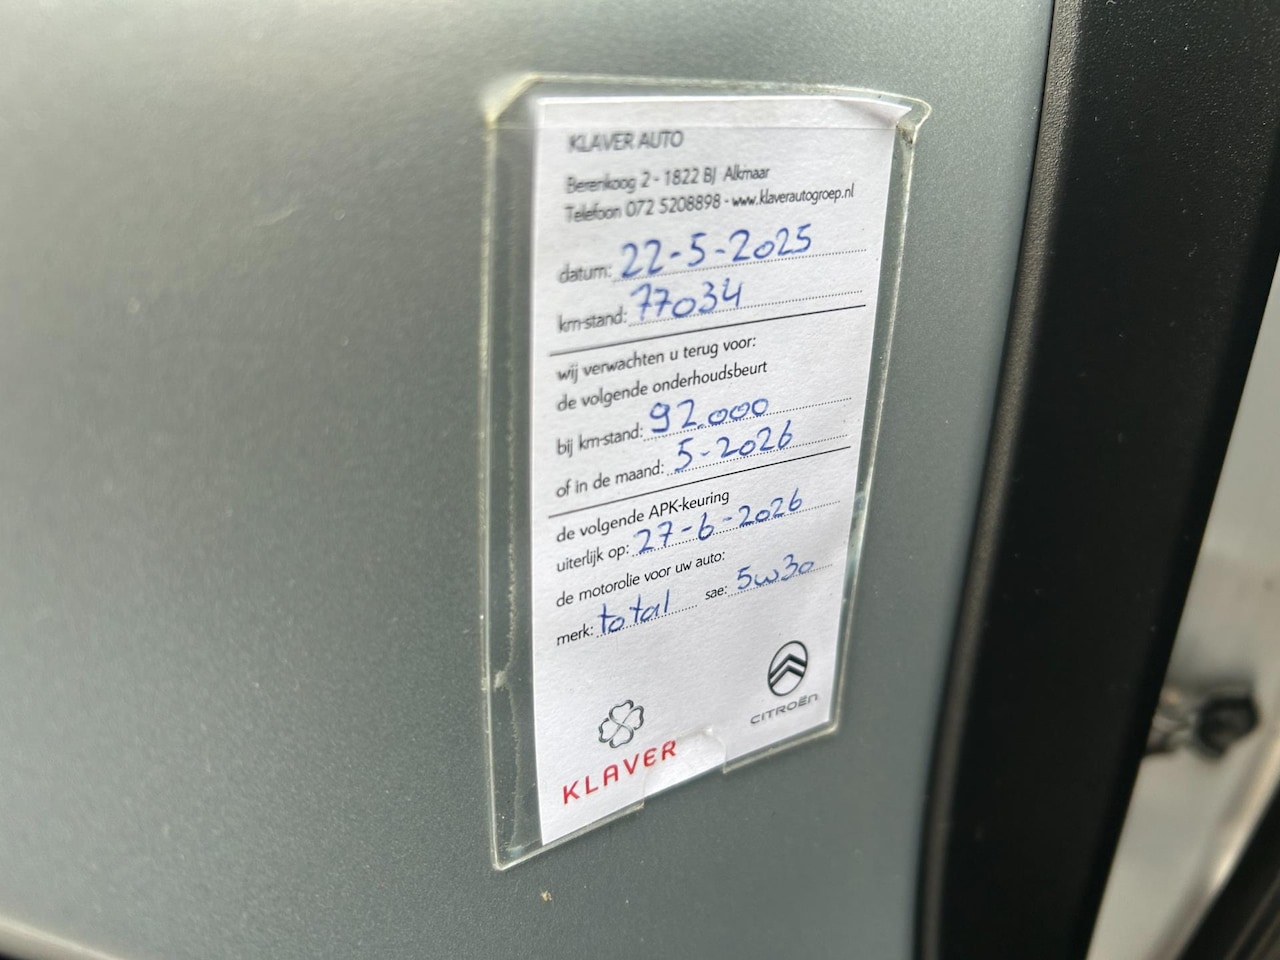 KLAVER AUTO
Berenkoog 2 - 1822 BJ Alkmaar
Telefoon 072 5208898 - www.klaverautogroep.nl
datum: 22-5-2025
km-stand: 77034
wij verwachten u terug voor:
de volgende onderhoudsbeurt
bij km-stand: 92.000
of in de maand: 5-2026
de volgende APK-keuring
uiterlijk op: 27-6-2026
de motorolie voor uw auto:
merk: total sae: 5w30
KLAVER
CITROËN